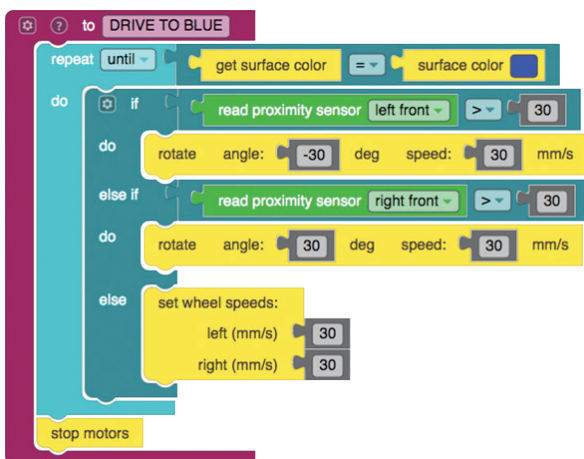 ? to DRIVE TO BLUE
repeat until get surface color = surface color
do if read proximity sensor left front > 30
do rotate angle: -30 deg speed: 30 mm/s
else if read proximity sensor right front > 30
do rotate angle: 30 deg speed: 30 mm/s
else set wheel speeds:
left (mm/s) 30
right (mm/s) 30
stop motors